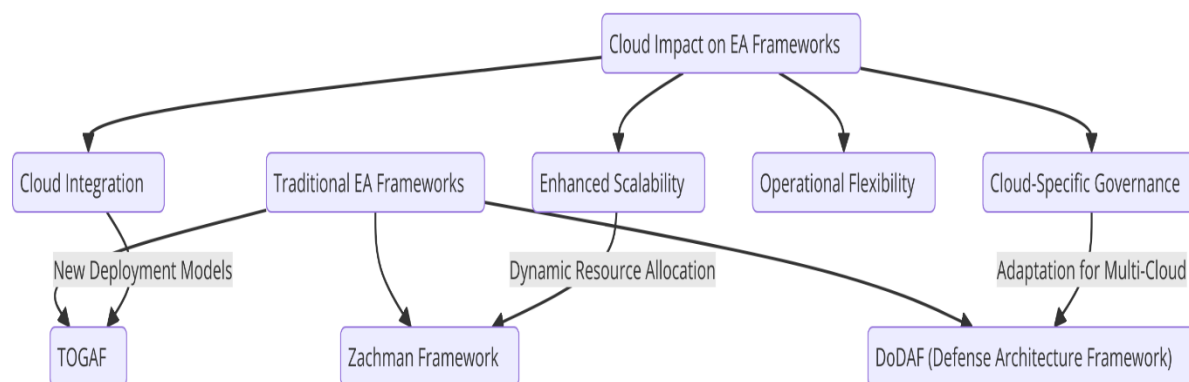 Cloud Impact on EA Frameworks
Cloud Integration
Traditional EA Frameworks
Enhanced Scalability
Operational Flexibility
Cloud-Specific Governance
New Deployment Models
Dynamic Resource Allocation
Adaptation for Multi-Cloud
TOGAF
Zachman Framework
DoDAF (Defense Architecture Framework)